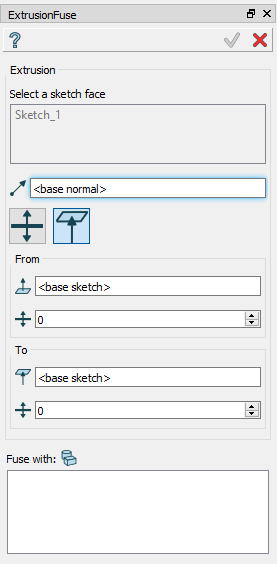 ExtrusionFuse
Extrusion
Select a sketch face
Sketch_1
<base normal>
From
<base sketch>
0
To
<base sketch>
0
Fuse with: